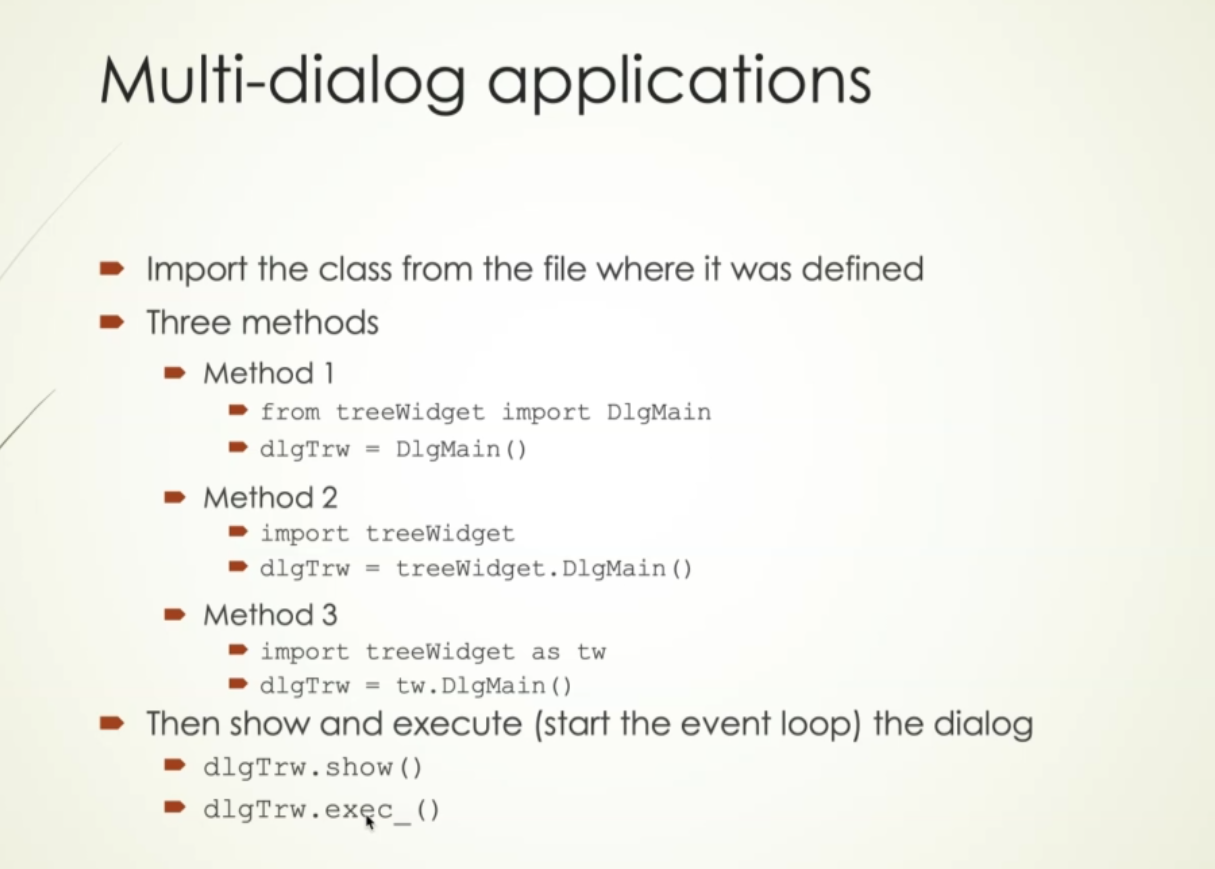 Multi-dialog applications
Import the class from the file where it was defined
Three methods
Method 1
from treeWidget import DlgMain
dlgTrw = DlgMain()
Method 2
import treeWidget
dlgTrw = treeWidget.DlgMain()
Method 3
import treeWidget as tw
dlgTrw = tw.DlgMain()
Then show and execute (start the event loop) the dialog
dlgTrw.show()
dlgTrw.exec_()